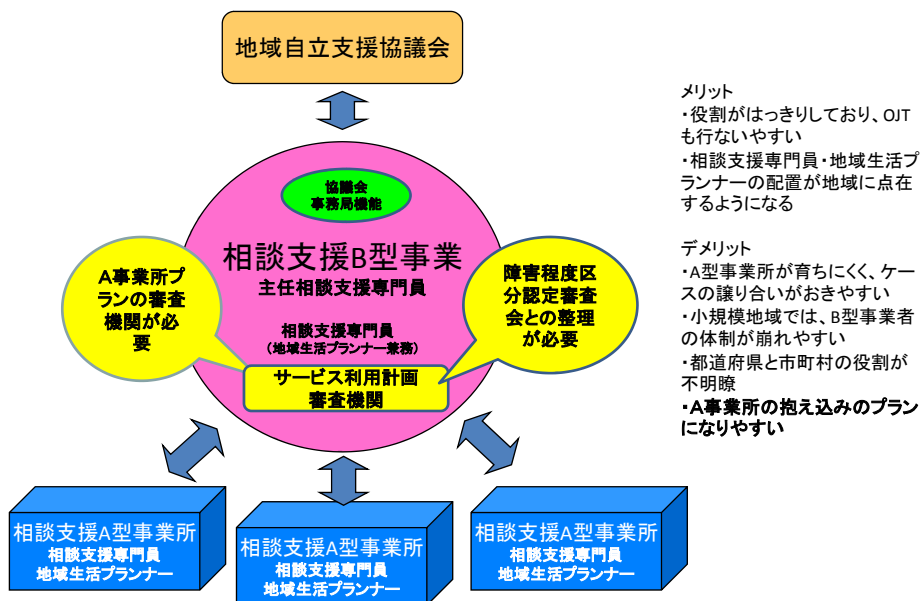 地域自立支援協議会
協議会
事務局機能
相談支援B型事業
主任相談支援専門員
相談支援専門員
（地域生活プランナー兼務）
サービス利用計画
審査機関
A事業所プ
ランの審査
機関が必
要
障害程度区
分認定審査
会との整理
が必要
相談支援A型事業所
相談支援専門員
地域生活プランナー
相談支援A型事業所
相談支援専門員
地域生活プランナー
相談支援A型事業所
相談支援専門員
地域生活プランナー
メリット
・役割がはっきりしており、OJT
も行ないやすい
・相談支援専門員・地域生活プ
ランナーの配置が地域に点在
するようになる
デメリット
・A型事業所が育ちにくく、ケー
スの譲り合いがおきやすい
・小規模地域では、B型事業者
の体制が崩れやすい
・都道府県と市町村の役割が
不明瞭
・A事業所の抱え込みのプラン
になりやすい